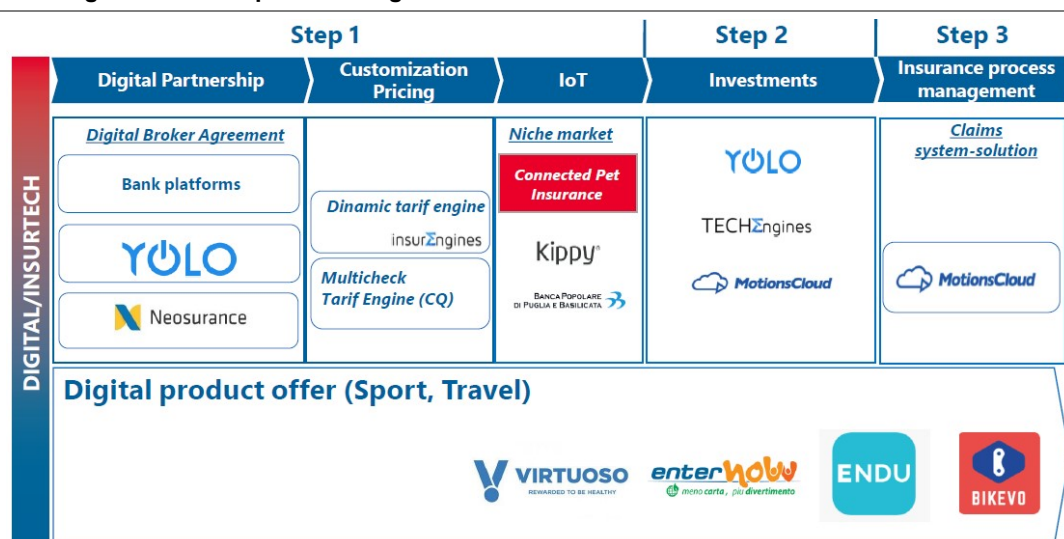 Step 1
Step 2
Step 3
Digital Partnership
Customization
Pricing
IoT
Investments
Insurance process
management
DIGITAL/INSURTECH
Digital Broker Agreement
Bank platforms
YOLO
Neosurance
Dinamic tarif engine
insurΣngines
Multicheck
Tarif Engine (CQ)
Niche market
Connected Pet
Insurance
Kippy®
BANCA POPOLARE
DI PUGLIA E BASILICATA
YOLO
TECHΣngines
MotionsCloud
Claims
system-solution
MotionsCloud
Digital product offer (Sport, Travel)
VIRTUOSO
REWARDED TO BE HEALTHY
enternow
meno carta, più divertimento
ENDU
BIKEVO